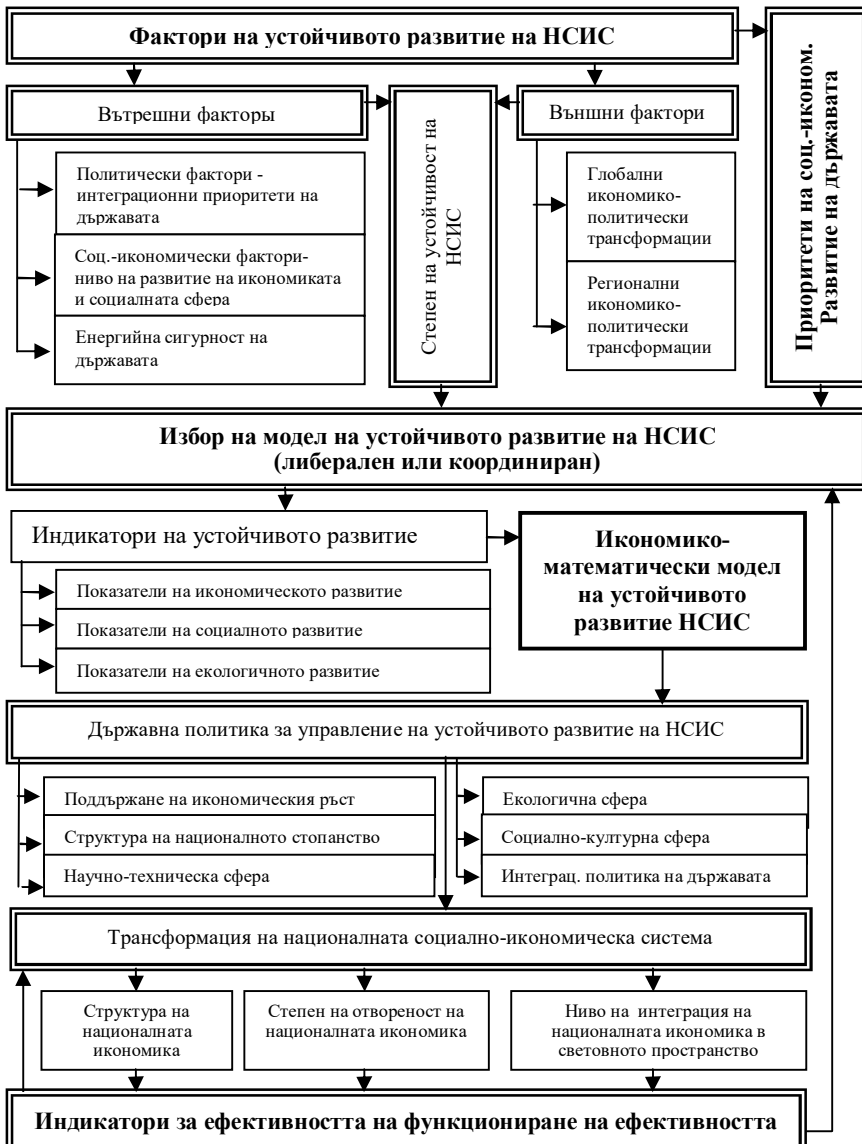 Фактори на устойчивото развитие на НСИС
Вътрешни факторы
Външни фактори
Степен на устойчивост на
НСИС
Приоритети на соц.-иконом.
Развитие на държавата
Политически фактори -
интеграционни приоритети на
държавата
Соц.-икономически фактори-
ниво на развитие на икономиката
и социалната сфера
Енергийна сигурност на
държавата
Глобални
икономико-
политически
трансформации
Регионални
икономико-
политически
трансформации
Избор на модел на устойчивото развитие на НСИС
(либерален или координиран)
Индикатори на устойчивото развитие
Показатели на икономическото развитие
Показатели на социалното развитие
Показатели на екологичното развитие
Икономико-
математически модел
на устойчивото
развитие НСИС
Държавна политика за управление на устойчивото развитие на НСИС
Поддържане на икономическия ръст
Структура на националното стопанство
Научно-техническа сфера
Екологична сфера
Социално-културна сфера
Интеграц. политика на държавата
Трансформация на националната социално-икономическа система
Структура на
националната
икономика
Степен на отвореност на
националната икономика
Ниво на интеграция на
националната икономика в
световното пространство
Индикатори за ефективността на функциониране на ефективността